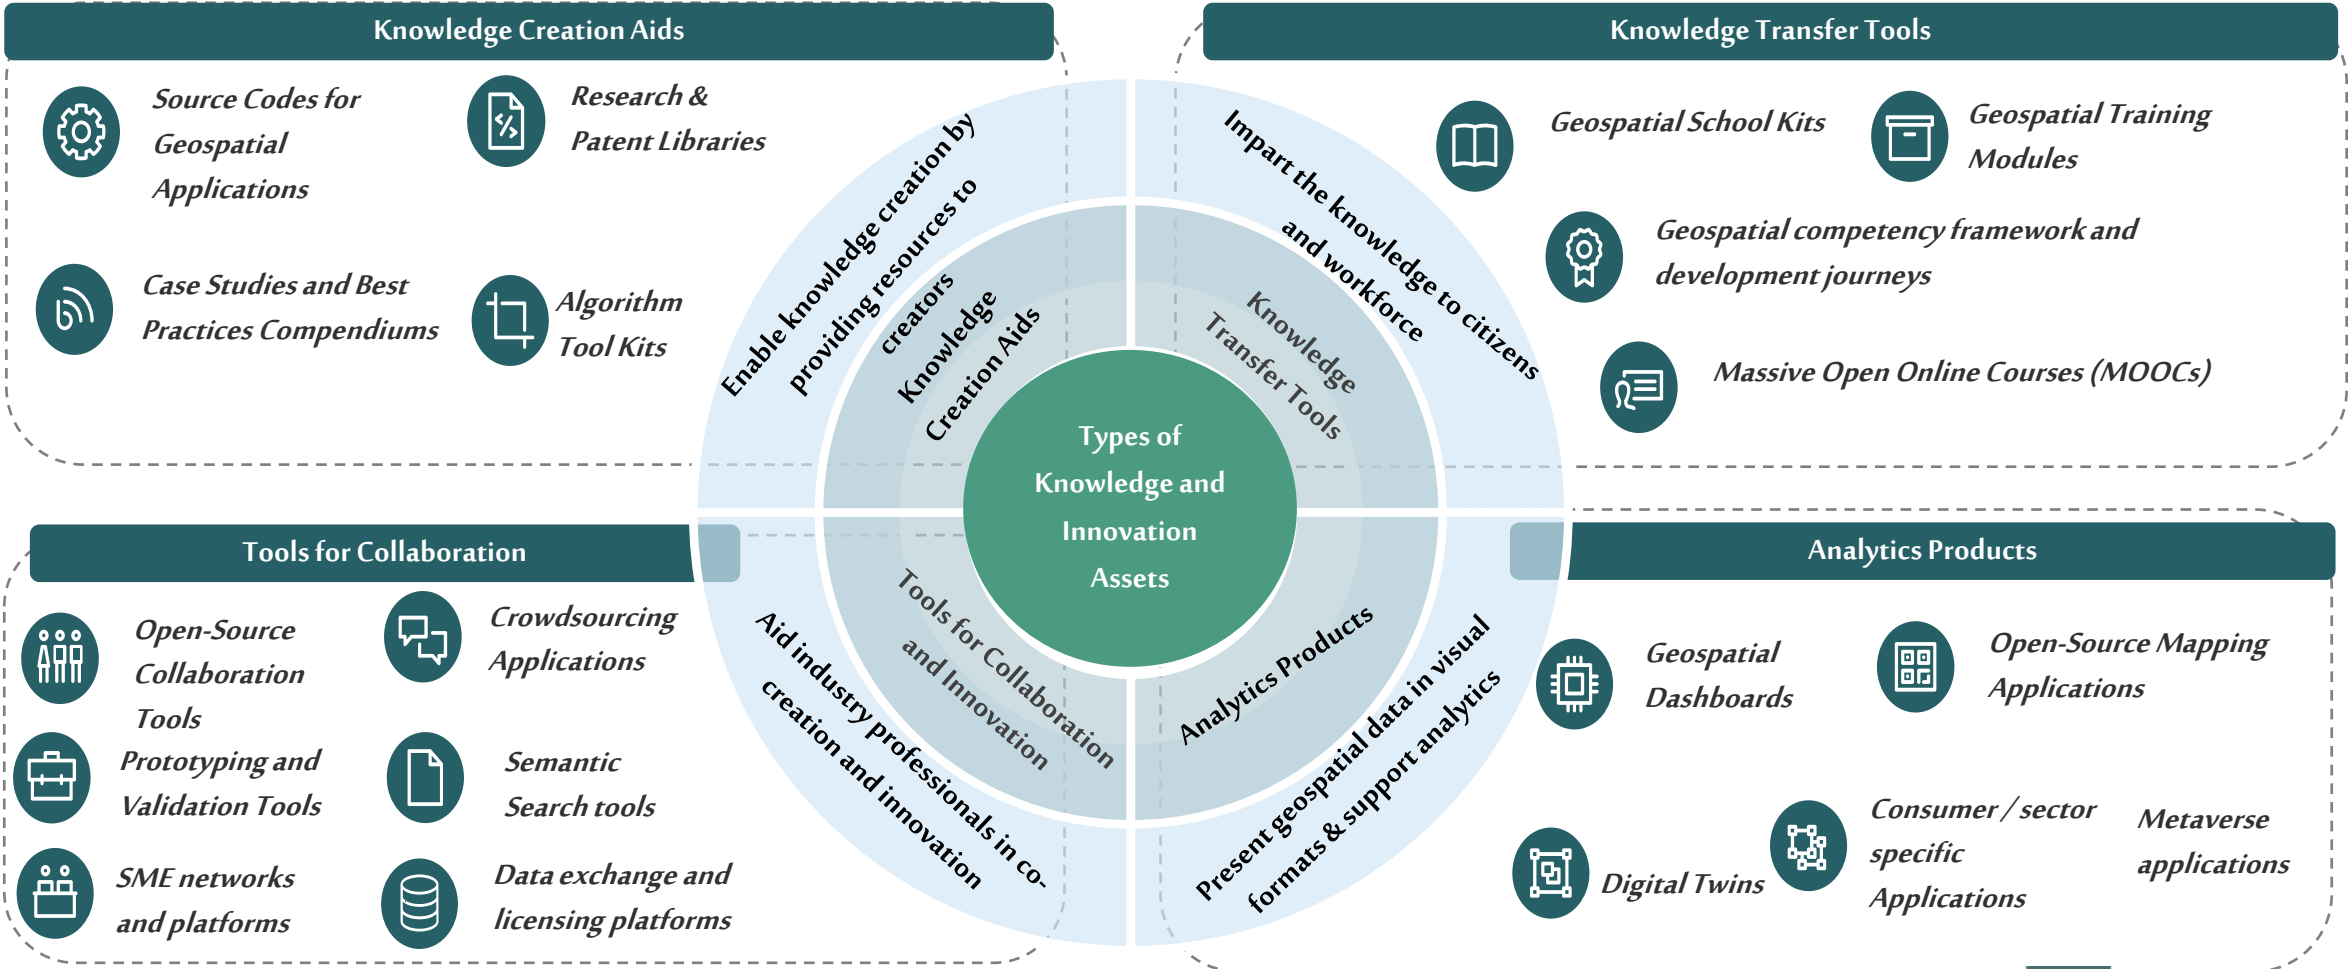 Knowledge Creation Aids
Source Codes for
Geospatial
Applications
Research &
Patent Libraries
Case Studies and Best
Practices Compendiums
Algorithm
Tool Kits
Knowledge Transfer Tools
Geospatial School Kits
Geospatial Training
Modules
Geospatial competency framework and
development journeys
Massive Open Online Courses (MOOCs)
Enable knowledge creation by
providing resources to
creators
Knowledge
Creation Aids
Impart the knowledge to citizens
and workforce
Knowledge
Transfer Tools
Types of
Knowledge and
Innovation
Assets
Tools for Collaboration
and Innovation
Aid industry professionals in co-
creation and innovation
Analytics Products
Present geospatial data in visual
formats & support analytics
Tools for Collaboration
Open-Source
Collaboration
Tools
Crowdsourcing
Applications
Prototyping and
Validation Tools
Semantic
Search tools
SME networks
and platforms
Data exchange and
licensing platforms
Analytics Products
Geospatial
Dashboards
Open-Source Mapping
Applications
Digital Twins
Consumer / sector
specific
Applications
Metaverse
applications